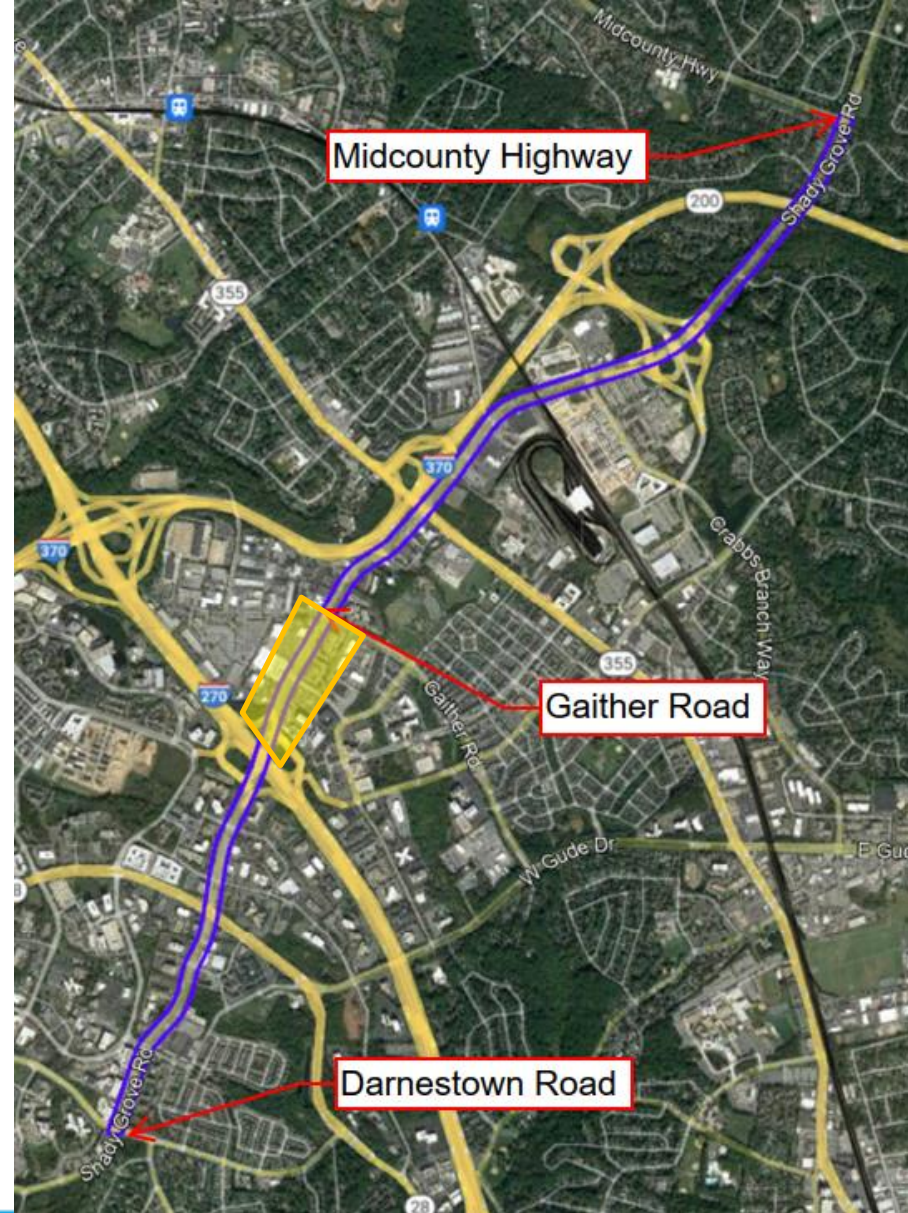 Midcounty Hwy
Midcounty Highway
Shady Grove Rd
200
355
370
370
Crabbs Branch Way
355
270
Gaither Road
Gaither Rd
W Gude Dr
E Gud
Darnestown Road
Shady Grove Rd
28